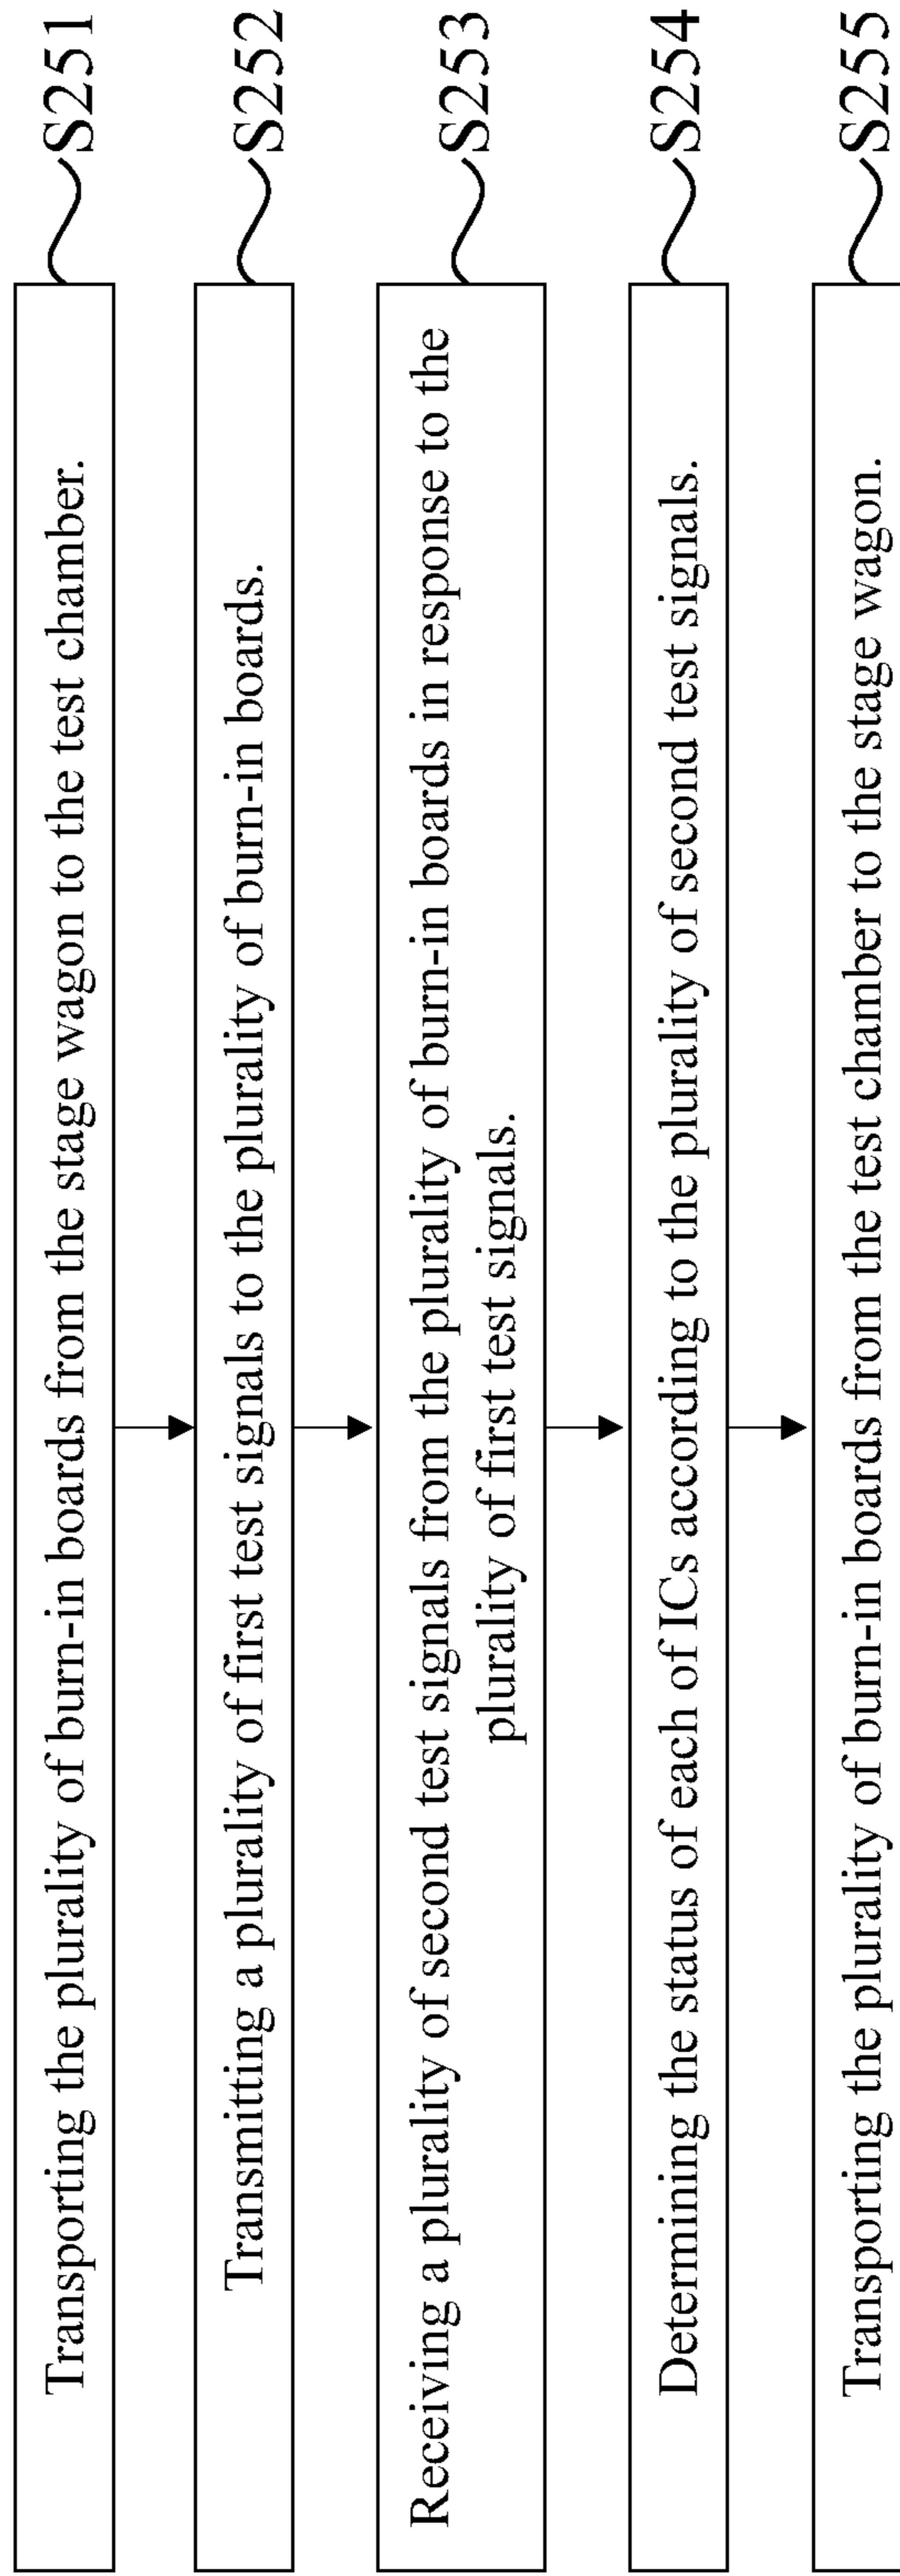 Transporting the plurality of burn-in boards from the stage wagon to the test chamber.
S251
Transmitting a plurality of first test signals to the plurality of burn-in boards.
S252
Receiving a plurality of second test signals from the plurality of burn-in boards in response to the
plurality of first test signals.
S253
Determining the status of each of ICs according to the plurality of second test signals.
S254
Transporting the plurality of burn-in boards from the test chamber to the stage wagon.
S255